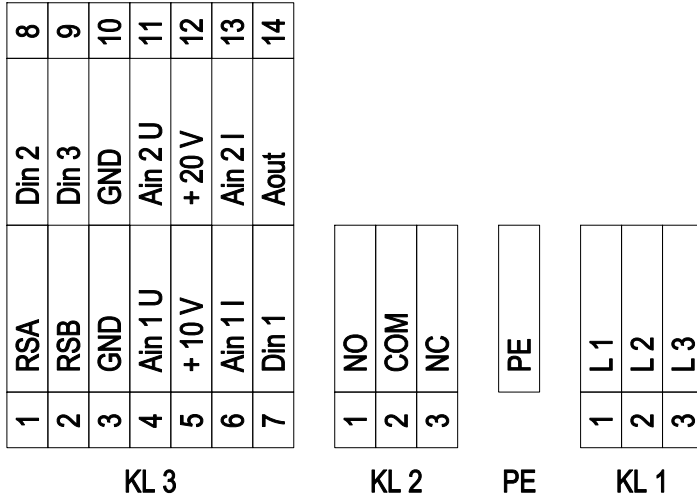 8 9 10 11 12 13 14
Din 2 Din 3 GND Ain 2 U + 20 V Ain 2 I Aout
RSA RSB GND Ain 1 U + 10 V Ain 1 I Din 1
1 2 3 4 5 6 7
KL 3
NO COM NC
1 2 3
KL 2
PE
PE
L 1 L 2 L 3
1 2 3
KL 1